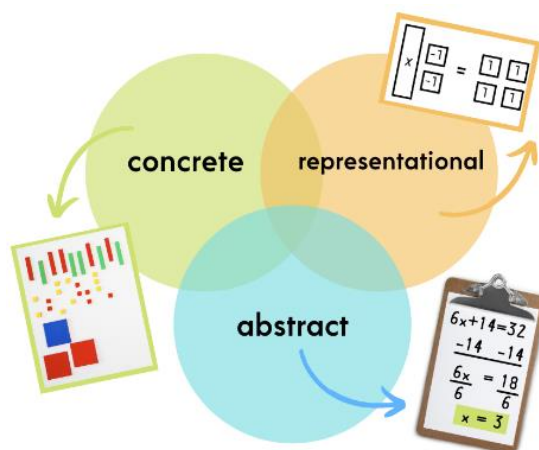 concrete
representational
abstract
x -1 -1 = 1 1 1 1
6x+14=32
-14 -14
6x/6 = 18/6
x = 3